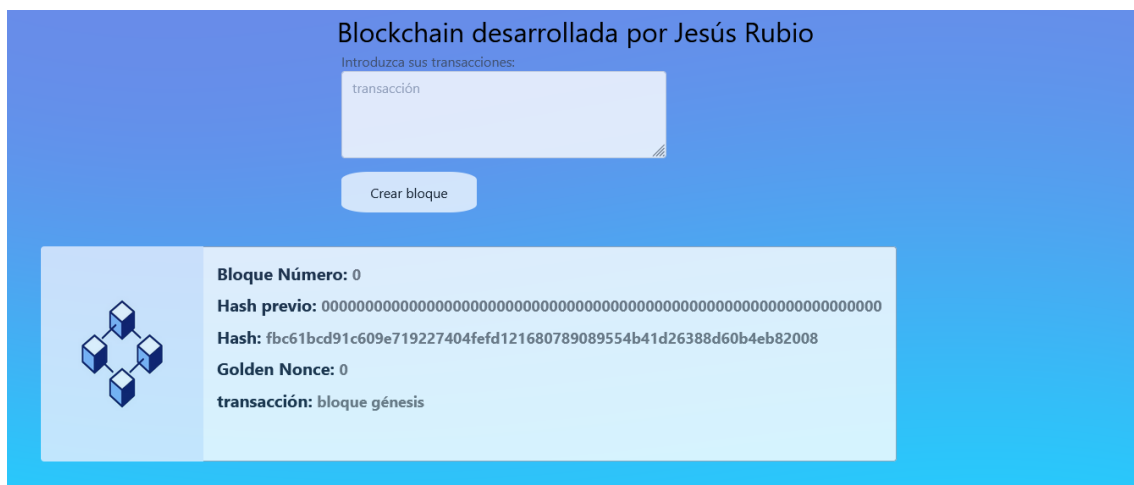 Blockchain desarrollada por Jesús Rubio
Introduzca sus transacciones:
transacción
Crear bloque
Bloque Número: 0
Hash previo: 0000000000000000000000000000000000000000000000000000000000000000
Hash: fbc61bcd91c609e719227404fefd121680789089554b41d26388d60b4eb82008
Golden Nonce: 0
transacción: bloque génesis